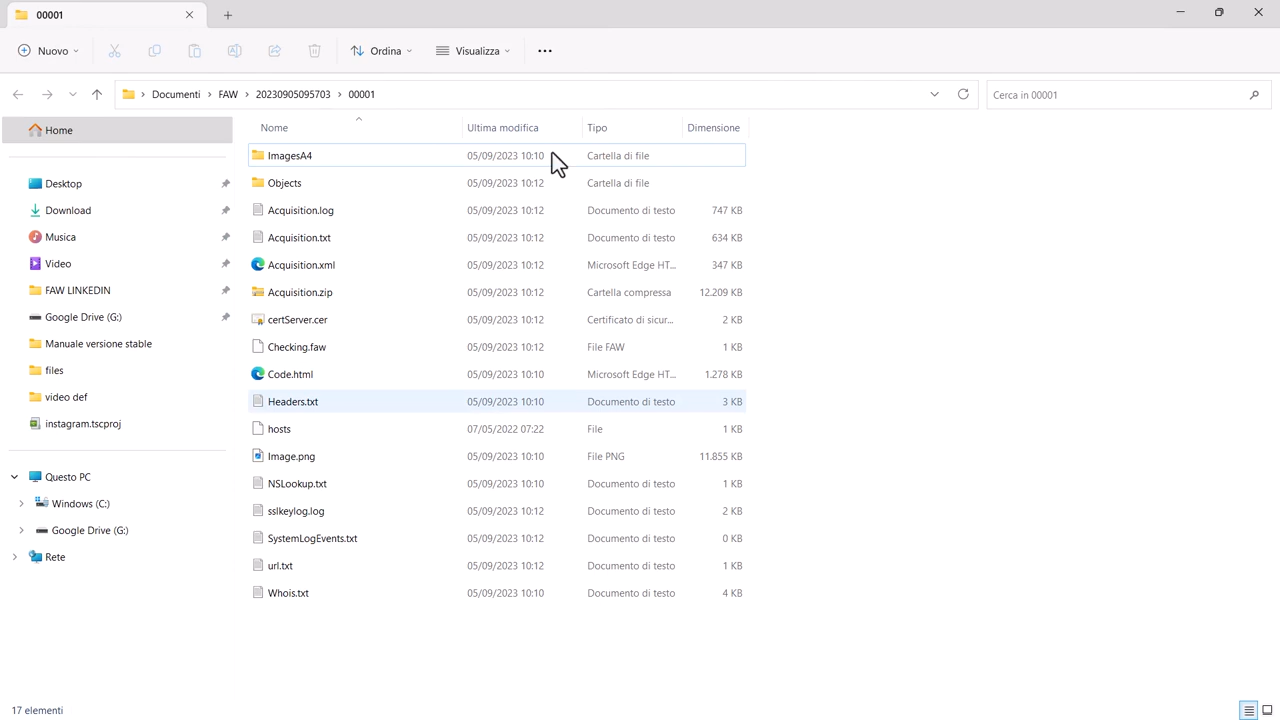 00001
Nuovo
Ordina
Visualizza
Documenti > FAW > 20230905095703 > 00001
Cerca in 00001
Home
Desktop
Download
Musica
Video
FAW LINKEDIN
Google Drive (G:)
Manuale versione stable
files
video def
instagram.tscproj
Questo PC
Windows (C:)
Google Drive (G:)
Rete
Nome Ultima modifica Tipo Dimensione
ImagesA4 05/09/2023 10:10 Cartella di file
Objects 05/09/2023 10:12 Cartella di file
Acquisition.log 05/09/2023 10:12 Documento di testo 747 KB
Acquisition.txt 05/09/2023 10:12 Documento di testo 634 KB
Acquisition.xml 05/09/2023 10:12 Microsoft Edge HT... 347 KB
Acquisition.zip 05/09/2023 10:12 Cartella compressa 12.209 KB
certServer.cer 05/09/2023 10:12 Certificato di sicur... 2 KB
Checking.faw 05/09/2023 10:12 File FAW 1 KB
Code.html 05/09/2023 10:10 Microsoft Edge HT... 1.278 KB
Headers.txt 05/09/2023 10:10 Documento di testo 3 KB
hosts 07/05/2022 07:22 File 1 KB
Image.png 05/09/2023 10:10 File PNG 11.855 KB
NSLookup.txt 05/09/2023 10:10 Documento di testo 1 KB
sslkeylog.log 05/09/2023 10:12 Documento di testo 2 KB
SystemLogEvents.txt 05/09/2023 10:12 Documento di testo 0 KB
url.txt 05/09/2023 10:12 Documento di testo 1 KB
Whois.txt 05/09/2023 10:10 Documento di testo 4 KB
17 elementi